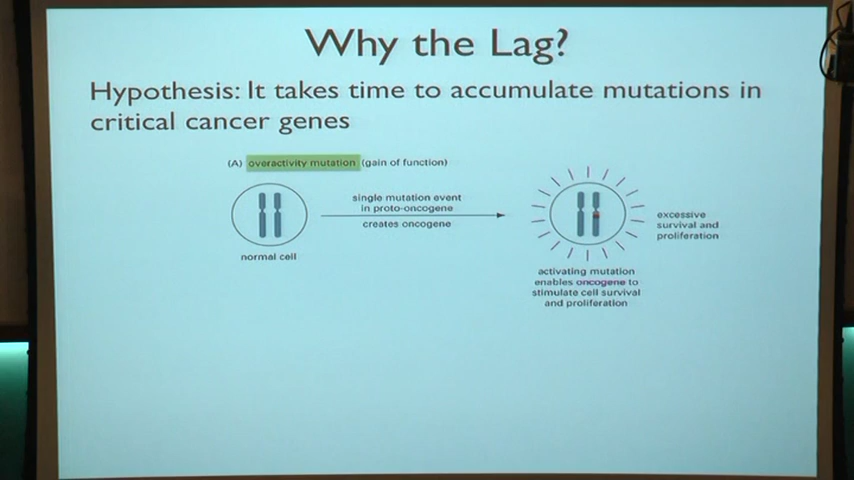 Why the Lag?
Hypothesis: It takes time to accumulate mutations in
critical cancer genes
(A) overactivity mutation (gain of function)
single mutation event
in proto-oncogene
creates oncogene
normal cell
excessive
survival and
proliferation
activating mutation
enables oncogene to
stimulate cell survival
and proliferation